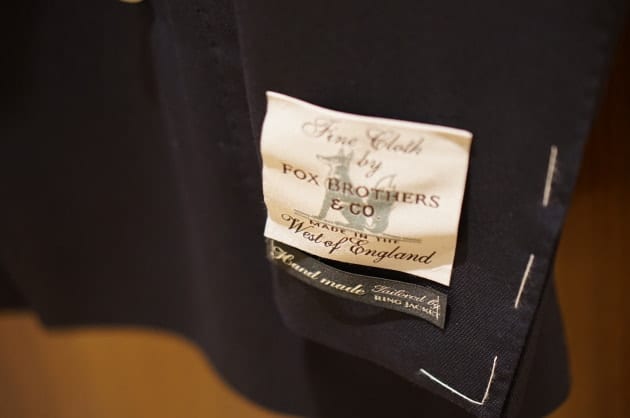 Fine Cloth
by
FOX BROTHERS
& CO
MADE IN THE
West of England
Hand made
Tailored by
RING JACKET